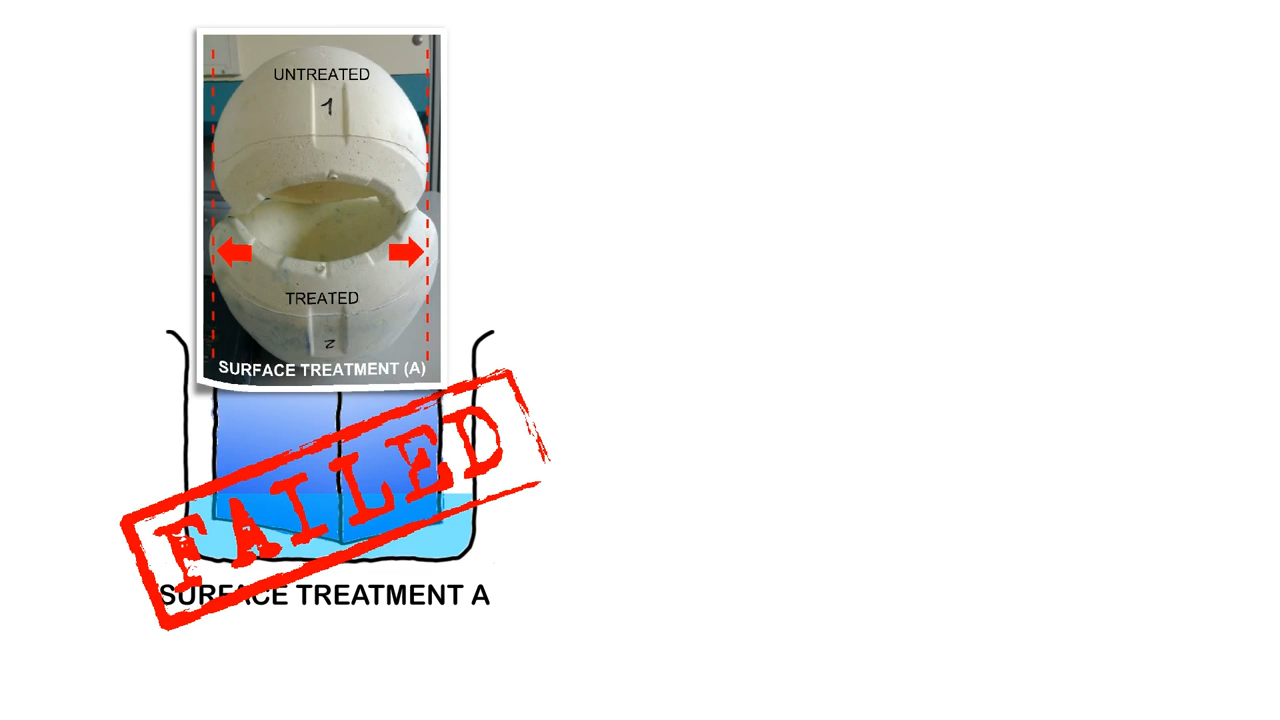 UNTREATED
1
TREATED
2
SURFACE TREATMENT (A)
FAILED
SURFACE TREATMENT A